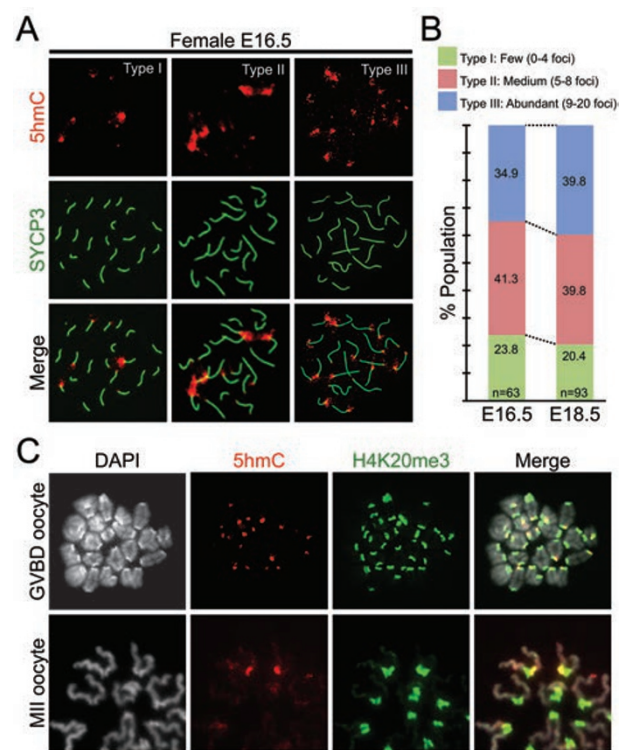 A
Female E16.5
Type I
Type II
Type III
5hmC
SYCP3
Merge
B
Type I: Few (0-4 foci)
Type II: Medium (5-8 foci)
Type III: Abundant (9-20 foci)
% Population
34.9
39.8
41.3
39.8
23.8
20.4
n=63
n=93
E16.5
E18.5
C
DAPI
5hmC
H4K20me3
Merge
GVBD oocyte
MII oocyte